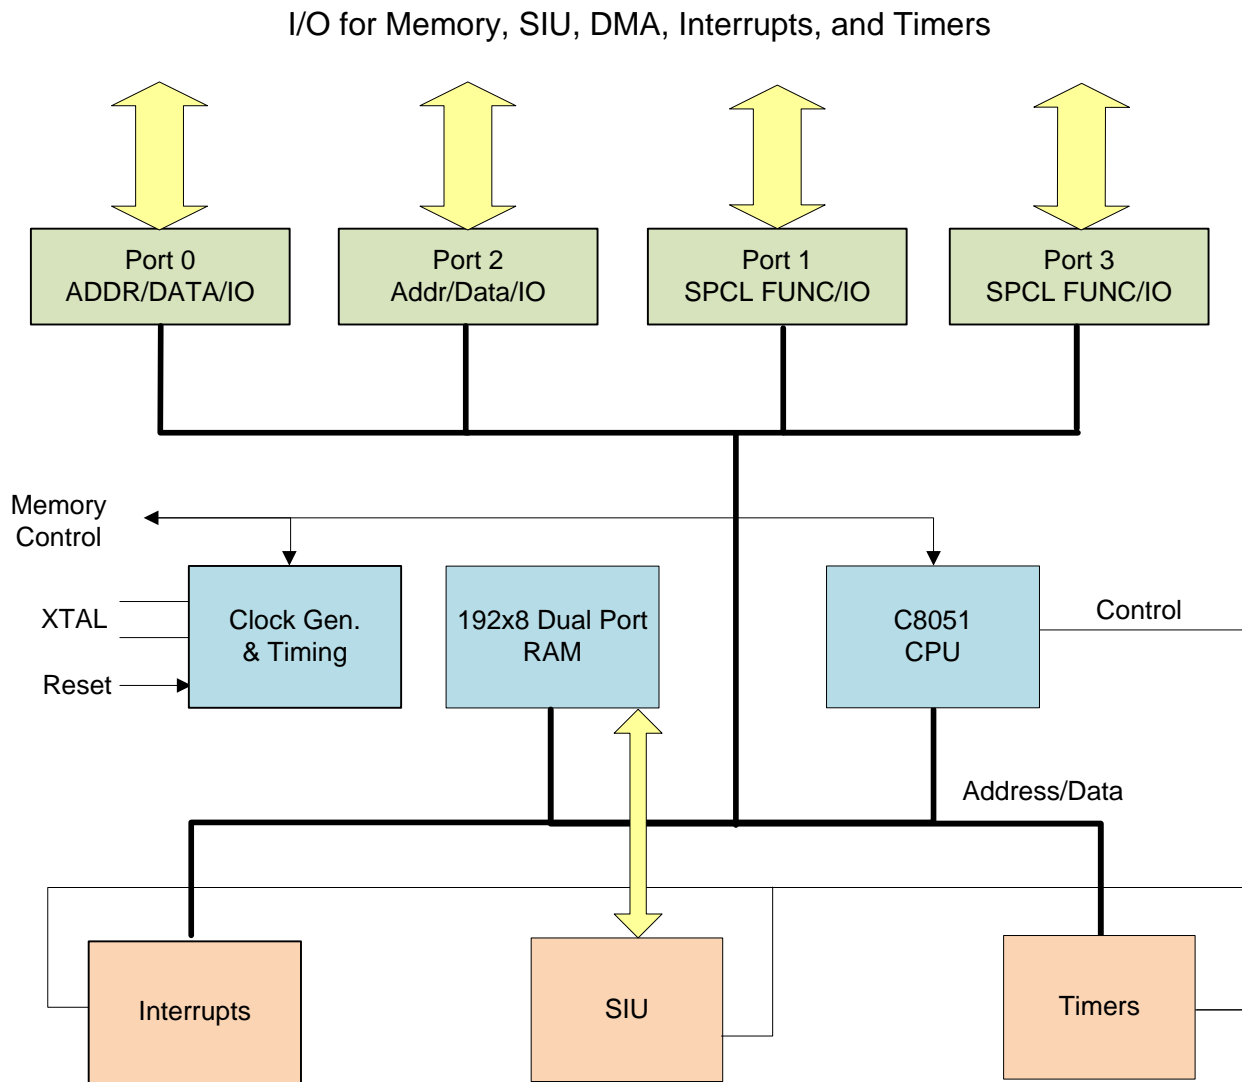 I/O for Memory, SIU, DMA, Interrupts, and Timers
Port 0
ADDR/DATA/IO
Port 2
Addr/Data/IO
Port 1
SPCL FUNC/IO
Port 3
SPCL FUNC/IO
Memory
Control
XTAL
Reset
Clock Gen.
& Timing
192x8 Dual Port
RAM
C8051
CPU
Control
Address/Data
Interrupts
SIU
Timers